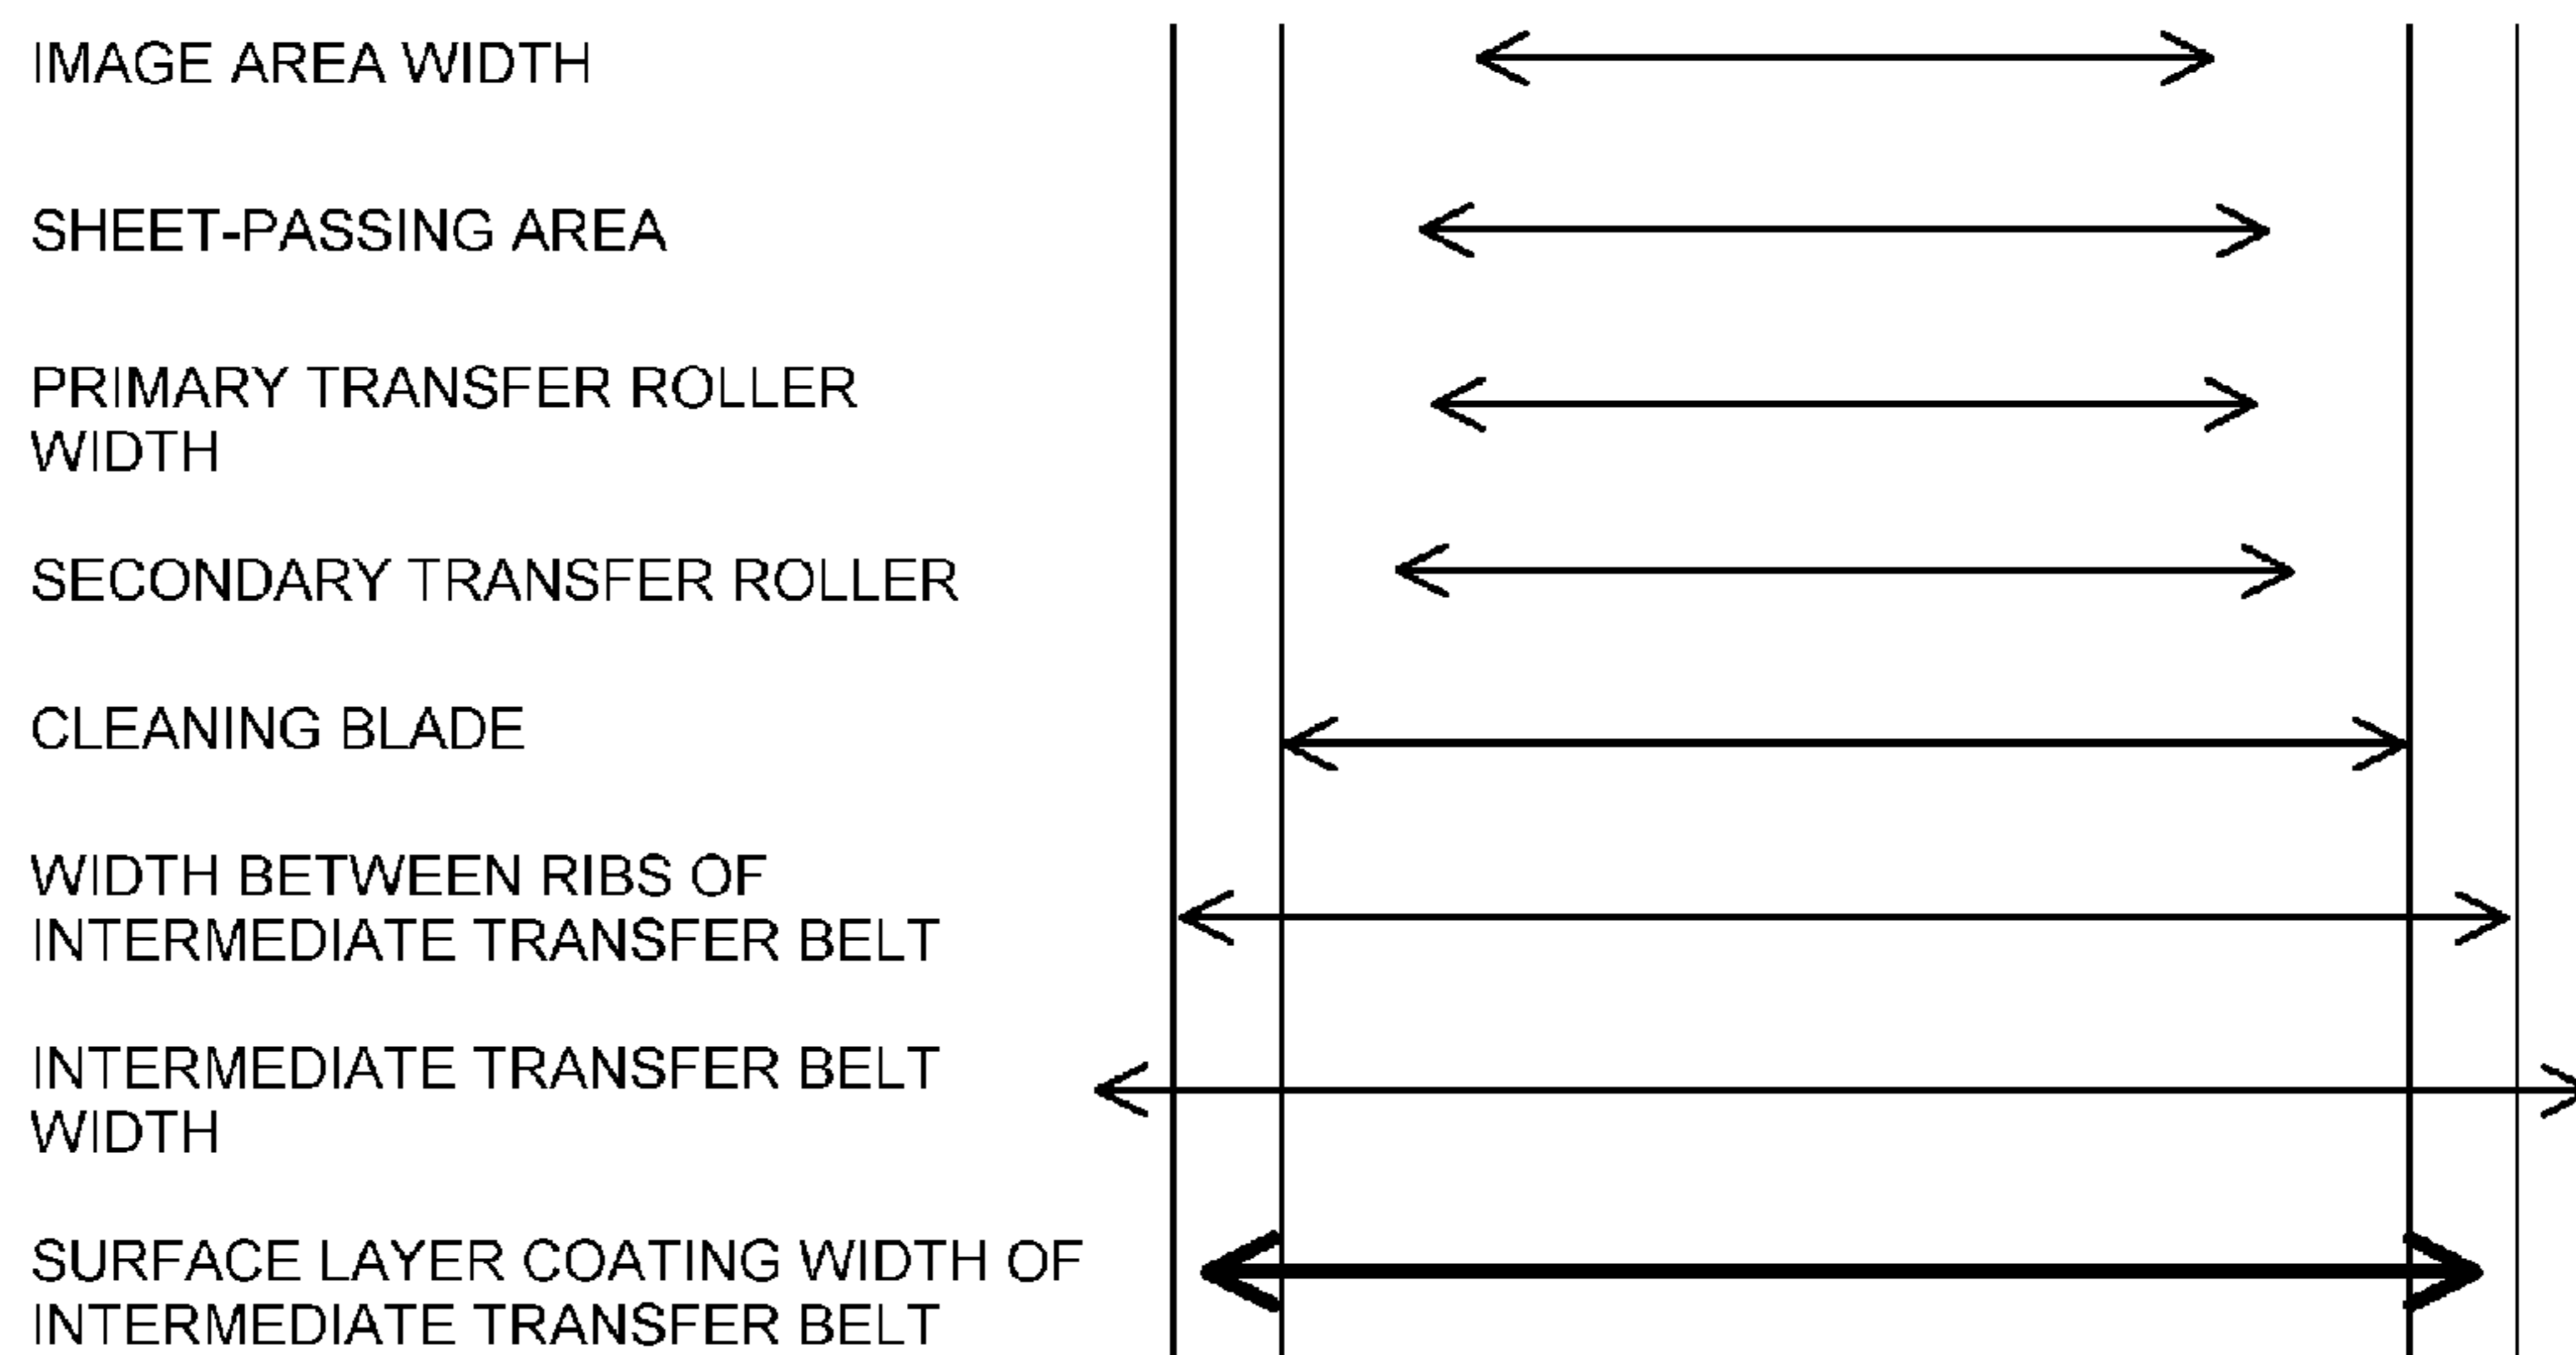 IMAGE AREA WIDTH
SHEET-PASSING AREA
PRIMARY TRANSFER ROLLER
WIDTH
SECONDARY TRANSFER ROLLER
CLEANING BLADE
WIDTH BETWEEN RIBS OF
INTERMEDIATE TRANSFER BELT
INTERMEDIATE TRANSFER BELT
WIDTH
SURFACE LAYER COATING WIDTH OF
INTERMEDIATE TRANSFER BELT